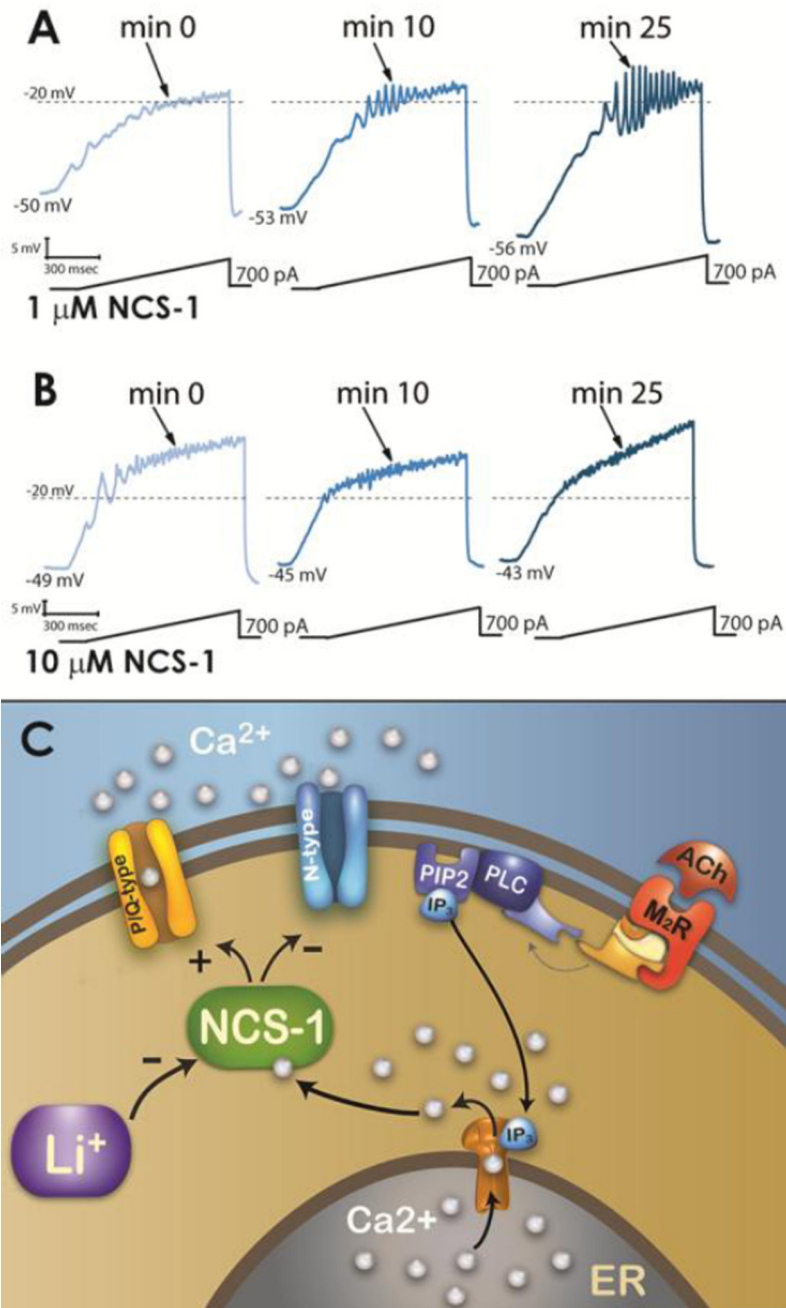 A
min 0
min 10
min 25
-20 mV
-50 mV
-53 mV
-56 mV
5 mV
300 msec
700 pA
700 pA
700 pA
1 µM NCS-1
B
min 0
min 10
min 25
-20 mV
-49 mV
-45 mV
-43 mV
5 mV
300 msec
700 pA
700 pA
700 pA
10 µM NCS-1
C
Ca2+
P/Q-type
N-type
PIP2
PLC
IP3
ACh
M2R
+
-
NCS-1
-
Li+
IP3
Ca2+
ER